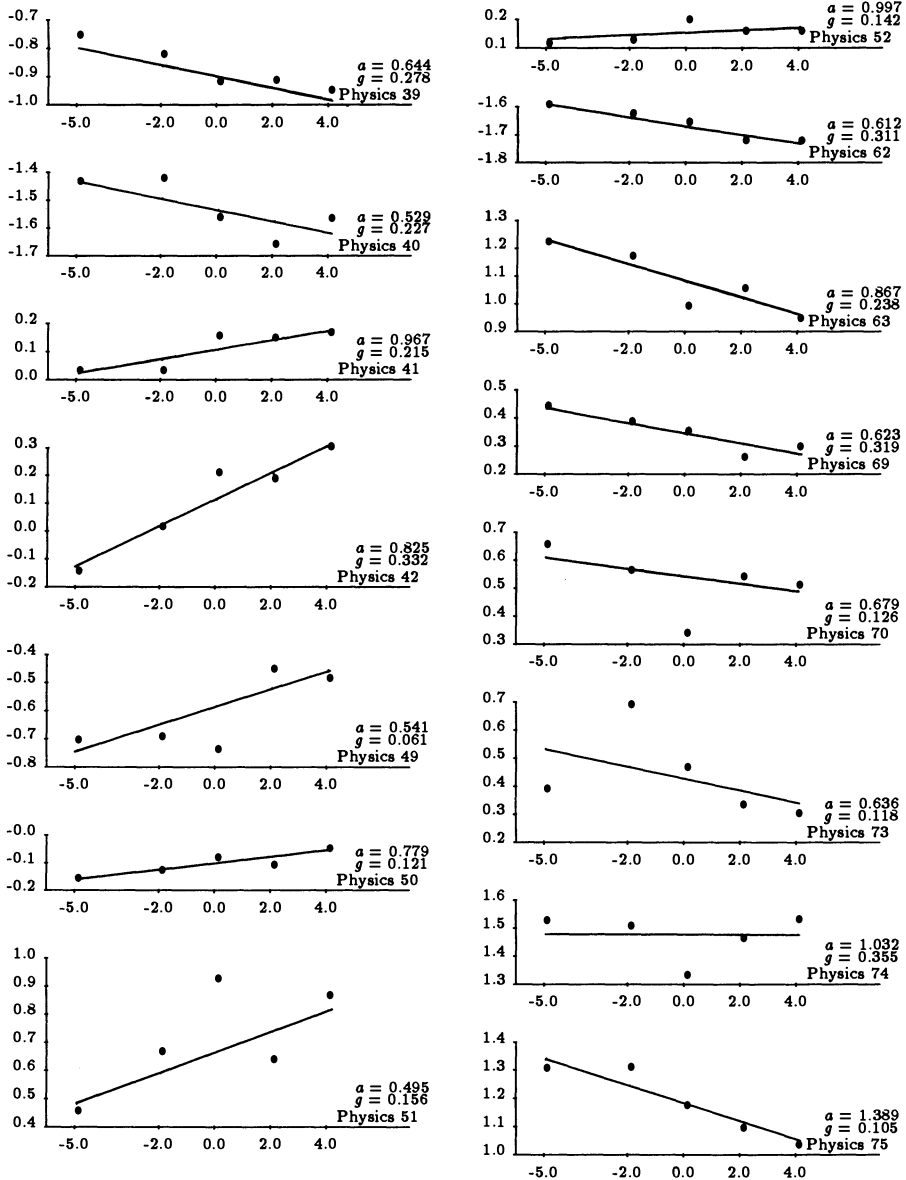 -0.7
-0.8
-0.9
-1.0
a = 0.644
g = 0.278
Physics 39
-5.0 -2.0 0.0 2.0 4.0
-1.4
-1.5
-1.6
-1.7
a = 0.529
g = 0.227
Physics 40
-5.0 -2.0 0.0 2.0 4.0
0.2
0.1
0.0
a = 0.967
g = 0.215
Physics 41
-5.0 -2.0 0.0 2.0 4.0
0.3
0.2
0.1
0.0
-0.1
-0.2
a = 0.825
g = 0.332
Physics 42
-5.0 -2.0 0.0 2.0 4.0
-0.4
-0.5
-0.6
-0.7
-0.8
a = 0.541
g = 0.061
Physics 49
-5.0 -2.0 0.0 2.0 4.0
-0.0
-0.1
-0.2
a = 0.779
g = 0.121
Physics 50
-5.0 -2.0 0.0 2.0 4.0
1.0
0.9
0.8
0.7
0.6
0.5
0.4
a = 0.495
g = 0.156
Physics 51
-5.0 -2.0 0.0 2.0 4.0
0.2
0.1
a = 0.997
g = 0.142
Physics 52
-5.0 -2.0 0.0 2.0 4.0
-1.6
-1.7
-1.8
a = 0.612
g = 0.311
Physics 62
-5.0 -2.0 0.0 2.0 4.0
1.3
1.2
1.1
1.0
0.9
a = 0.867
g = 0.238
Physics 63
-5.0 -2.0 0.0 2.0 4.0
0.5
0.4
0.3
0.2
a = 0.623
g = 0.319
Physics 69
-5.0 -2.0 0.0 2.0 4.0
0.7
0.6
0.5
0.4
0.3
a = 0.679
g = 0.126
Physics 70
-5.0 -2.0 0.0 2.0 4.0
0.7
0.6
0.5
0.4
0.3
0.2
a = 0.636
g = 0.118
Physics 73
-5.0 -2.0 0.0 2.0 4.0
1.6
1.5
1.4
1.3
a = 1.032
g = 0.355
Physics 74
-5.0 -2.0 0.0 2.0 4.0
1.4
1.3
1.2
1.1
1.0
a = 1.389
g = 0.105
Physics 75
-5.0 -2.0 0.0 2.0 4.0